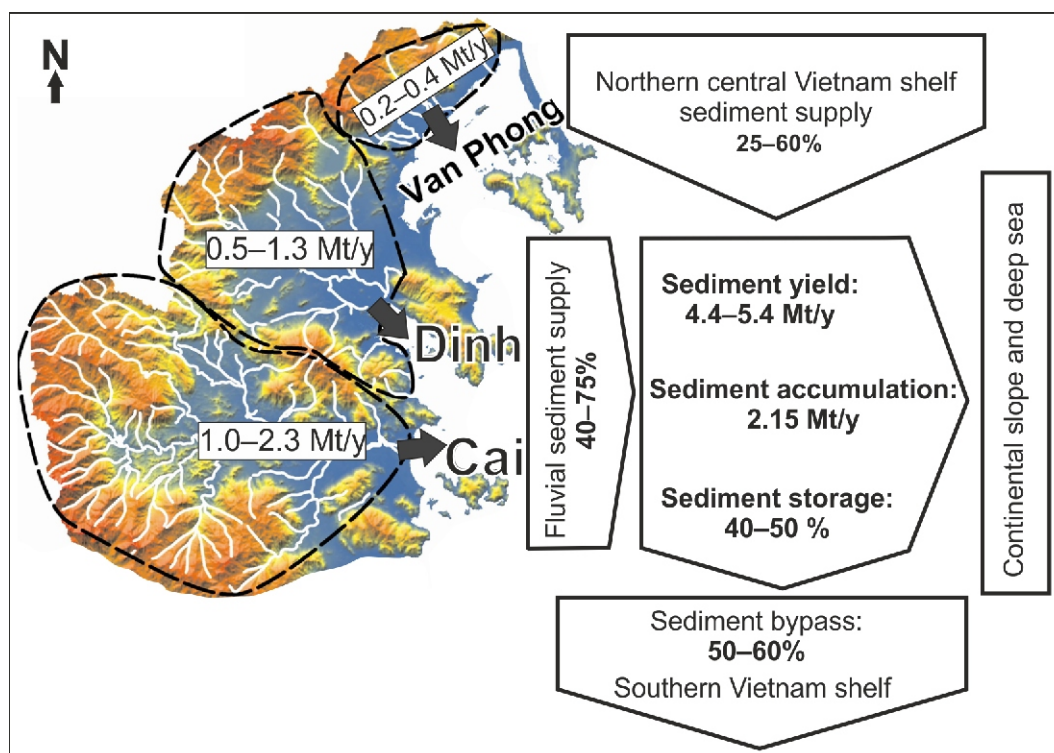 N
0.2–0.4 Mt/y
Van Phong
0.5–1.3 Mt/y
Dinh
1.0–2.3 Mt/y
Cai
Northern central Vietnam shelf
sediment supply
25–60%
Fluvial sediment supply
40–75%
Sediment yield:
4.4–5.4 Mt/y
Sediment accumulation:
2.15 Mt/y
Sediment storage:
40–50 %
Continental slope and deep sea
Sediment bypass:
50–60%
Southern Vietnam shelf